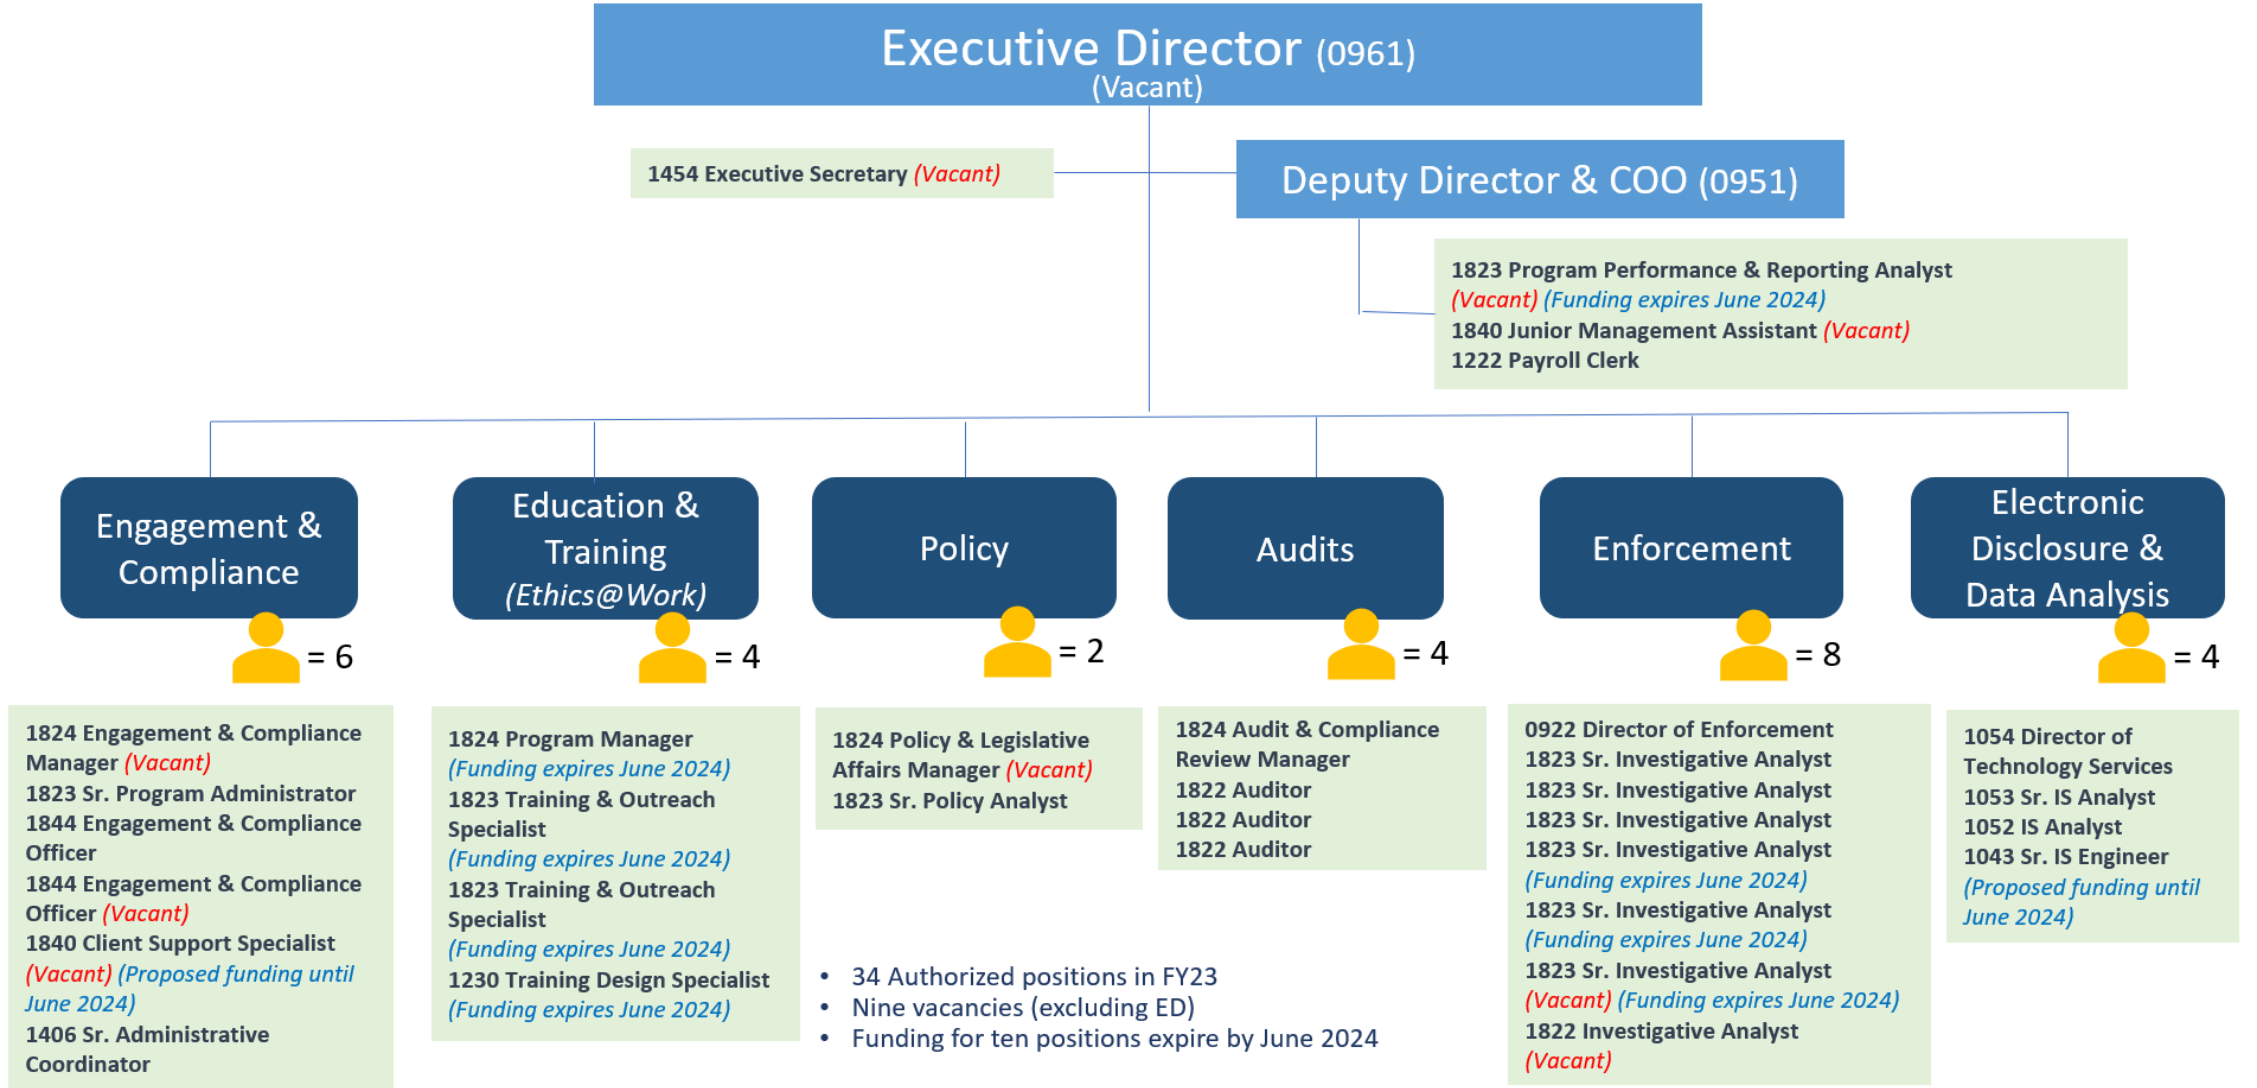 Executive Director (0961)
(Vacant)
1454 Executive Secretary (Vacant)
Deputy Director & COO (0951)
1823 Program Performance & Reporting Analyst
(Vacant) (Funding expires June 2024)
1840 Junior Management Assistant (Vacant)
1222 Payroll Clerk
Engagement &
Compliance
= 6
1824 Engagement & Compliance
Manager (Vacant)
1823 Sr. Program Administrator
1844 Engagement & Compliance
Officer
1844 Engagement & Compliance
Officer (Vacant)
1840 Client Support Specialist
(Vacant) (Proposed funding until
June 2024)
1406 Sr. Administrative
Coordinator
Education &
Training
(Ethics@Work)
= 4
1824 Program Manager
(Funding expires June 2024)
1823 Training & Outreach
Specialist
(Funding expires June 2024)
1823 Training & Outreach
Specialist
(Funding expires June 2024)
1230 Training Design Specialist
(Funding expires June 2024)
Policy
= 2
1824 Policy & Legislative
Affairs Manager (Vacant)
1823 Sr. Policy Analyst
Audits
= 4
1824 Audit & Compliance
Review Manager
1822 Auditor
1822 Auditor
1822 Auditor
Enforcement
= 8
0922 Director of Enforcement
1823 Sr. Investigative Analyst
1823 Sr. Investigative Analyst
1823 Sr. Investigative Analyst
1823 Sr. Investigative Analyst
(Funding expires June 2024)
1823 Sr. Investigative Analyst
(Funding expires June 2024)
1823 Sr. Investigative Analyst
(Vacant) (Funding expires June 2024)
1822 Investigative Analyst
(Vacant)
Electronic
Disclosure &
Data Analysis
= 4
1054 Director of
Technology Services
1053 Sr. IS Analyst
1052 IS Analyst
1043 Sr. IS Engineer
(Proposed funding until
June 2024)
• 34 Authorized positions in FY23
• Nine vacancies (excluding ED)
• Funding for ten positions expire by June 2024